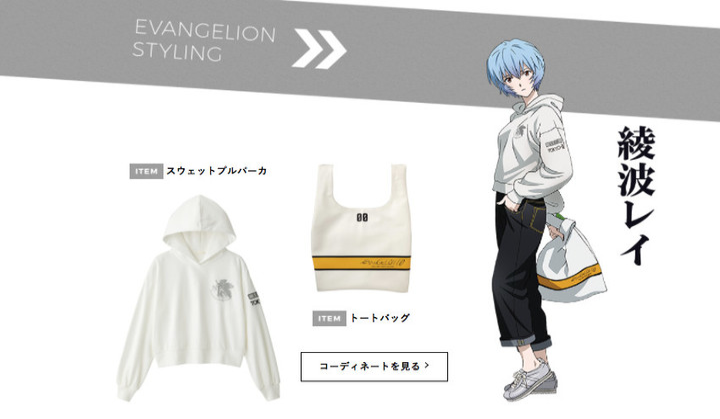 EVANGELION
STYLING
ITEM スウェットプルパーカ
00
ITEM トートバッグ
コーディネートを見る
綾波レイ